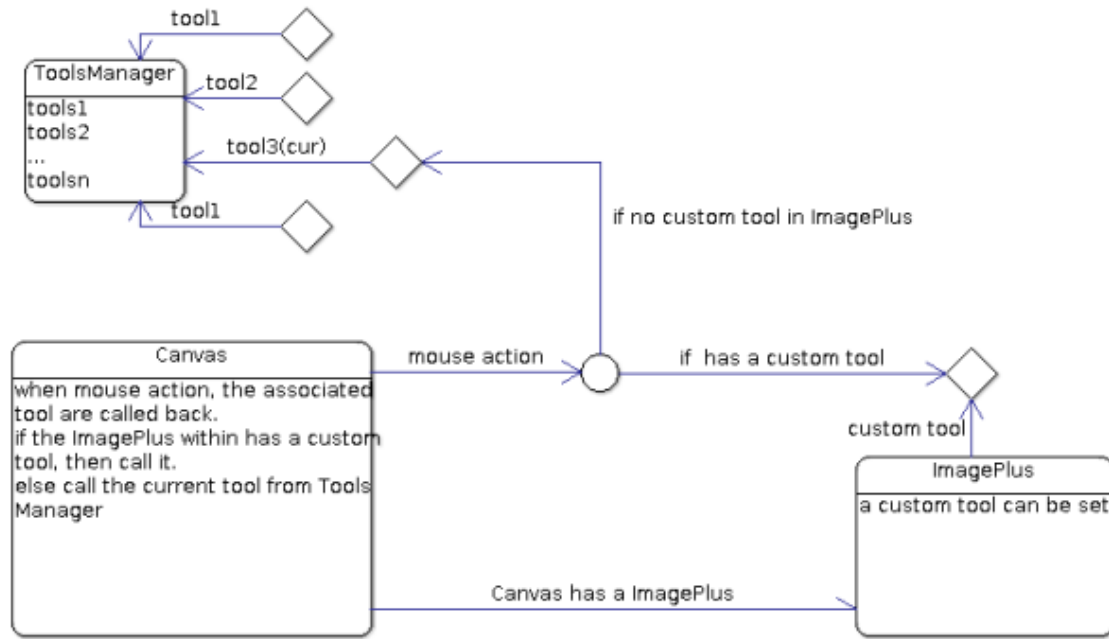 tool1
ToolsManager
tool2
tools1
tools2
...
toolsn
tool3(cur)
tool1
if no custom tool in ImagePlus
Canvas
mouse action
if has a custom tool
when mouse action, the associated
tool are called back.
if the ImagePlus within has a custom
tool, then call it.
else call the current tool from Tools
Manager
custom tool
ImagePlus
a custom tool can be set
Canvas has a ImagePlus